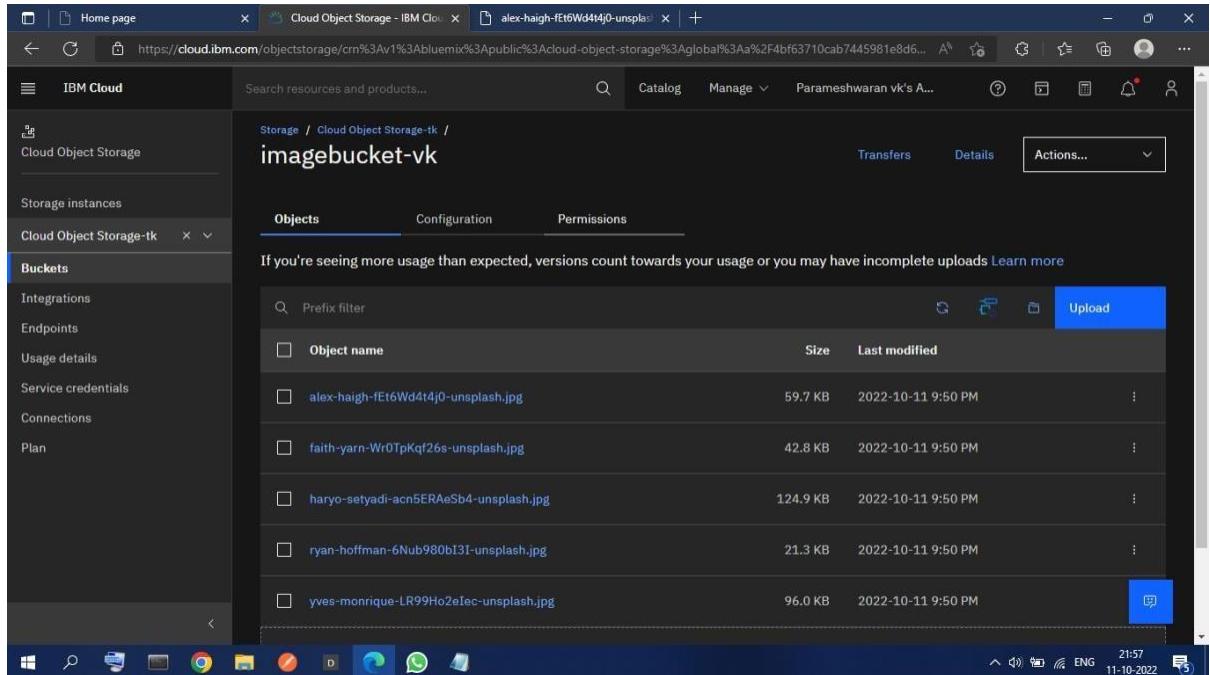 Home page
Cloud Object Storage - IBM Clou
alex-haigh-fEt6Wd4t4j0-unsplas
https://cloud.ibm.com/objectstorage/crn%3Av1%3Abluemix%3Apublic%3Acloud-object-storage%3Aglobal%3Aa%2F4bf63710cab7445981e8d6...
IBM Cloud
Search resources and products...
Catalog
Manage
Parameshwaran vk's A...
Cloud Object Storage
Storage instances
Cloud Object Storage-tk
Buckets
Integrations
Endpoints
Usage details
Service credentials
Connections
Plan
Storage / Cloud Object Storage-tk /
imagebucket-vk
Transfers
Details
Actions...
Objects
Configuration
Permissions
If you're seeing more usage than expected, versions count towards your usage or you may have incomplete uploads Learn more
Prefix filter
Upload
Object name Size Last modified
alex-haigh-fEt6Wd4t4j0-unsplash.jpg 59.7 KB 2022-10-11 9:50 PM
faith-yarn-Wr0TpKqf26s-unsplash.jpg 42.8 KB 2022-10-11 9:50 PM
haryo-setyadi-acn5ERAeSb4-unsplash.jpg 124.9 KB 2022-10-11 9:50 PM
ryan-hoffman-6Nub980bI3I-unsplash.jpg 21.3 KB 2022-10-11 9:50 PM
yves-monrique-LR99Ho2eIec-unsplash.jpg 96.0 KB 2022-10-11 9:50 PM
ENG
21:57
11-10-2022